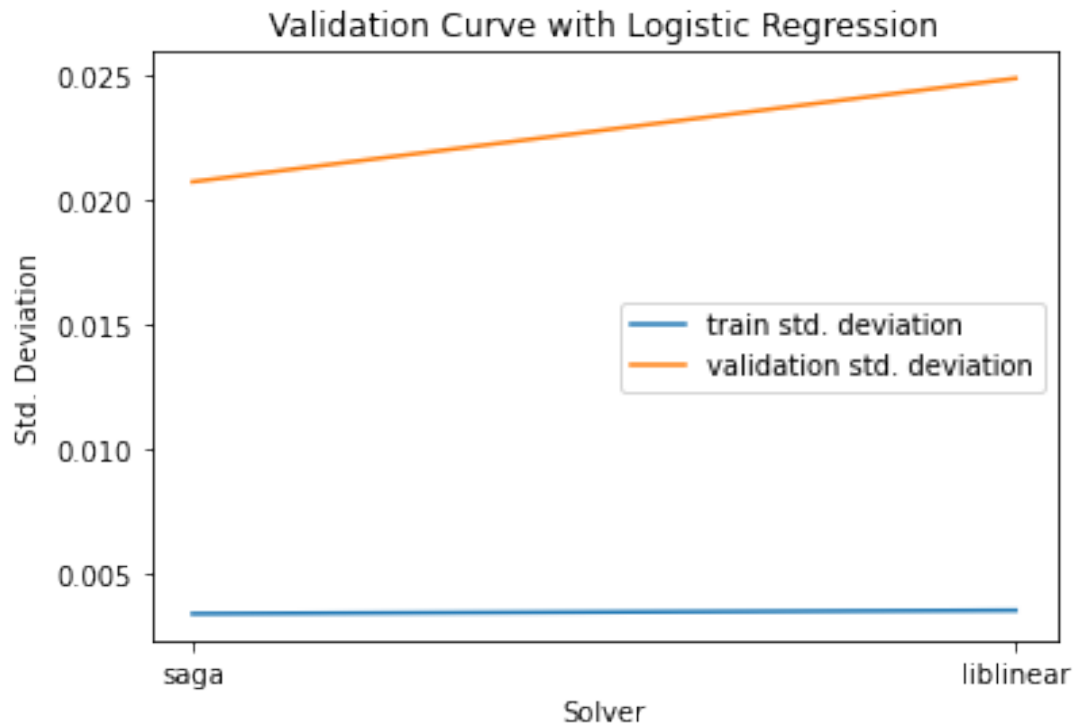 Validation Curve with Logistic Regression
0.025
0.020
0.015
0.010
0.005
Std. Deviation
train std. deviation
validation std. deviation
saga
liblinear
Solver